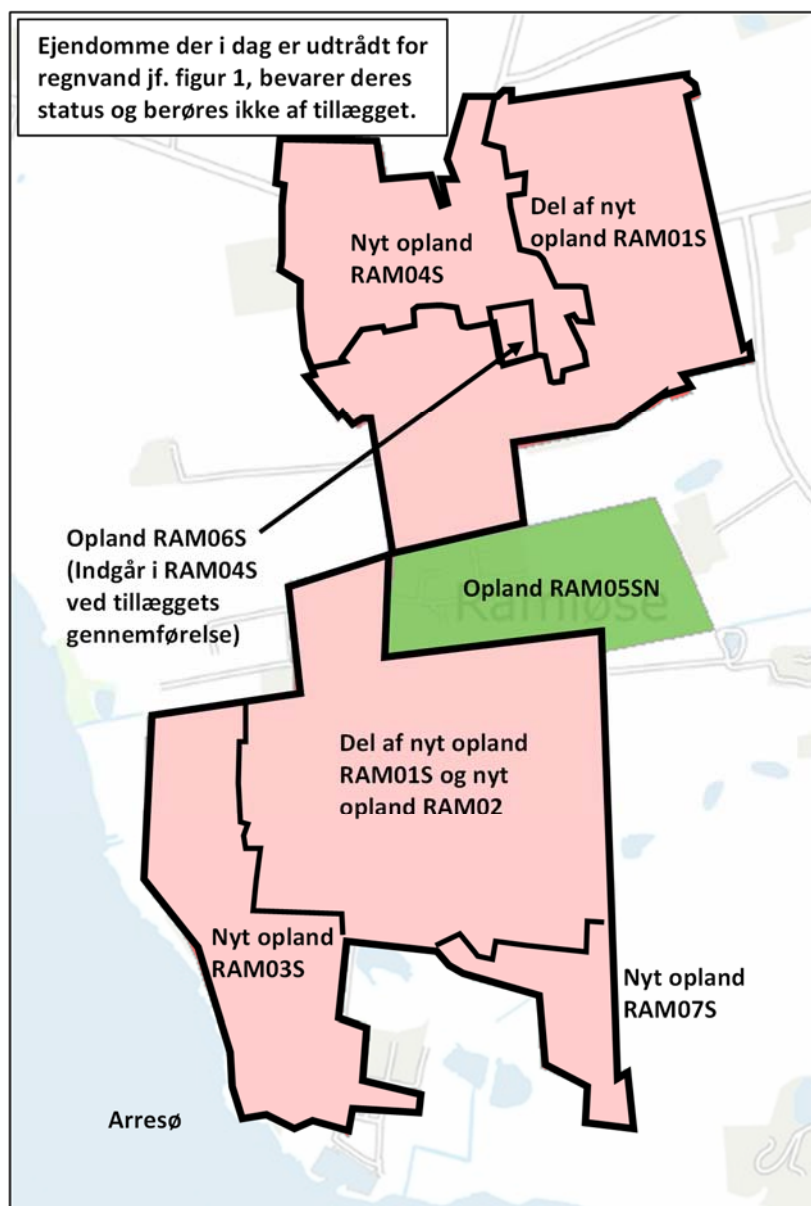 Ejendomme der i dag er udtrådt for
regnvand jf. figur 1, bevarer deres
status og berøres ikke af tillægget.
Del af nyt
opland RAM01S
Nyt opland
RAM04S
Opland RAM06S
(Indgår i RAM04S
ved tillæggets
gennemførelse)
Opland RAM05SN
Ramløse
Del af nyt opland
RAM01S og nyt
opland RAM02
Nyt opland
RAM03S
Nyt opland
RAM07S
Arresø